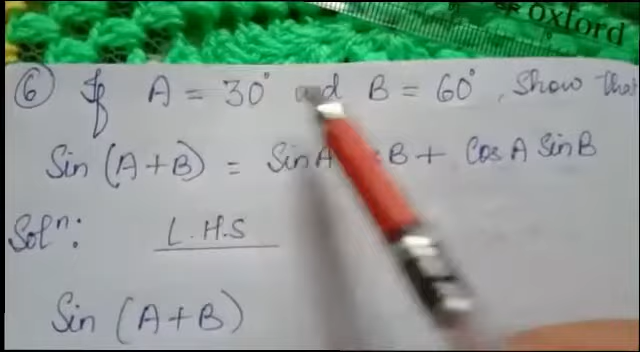 oxford
⑥ If A = 30° and B = 60°, Show that
Sin (A+B) = Sin A B + Cos A Sin B
Solⁿ: L.H.S
Sin (A+B)